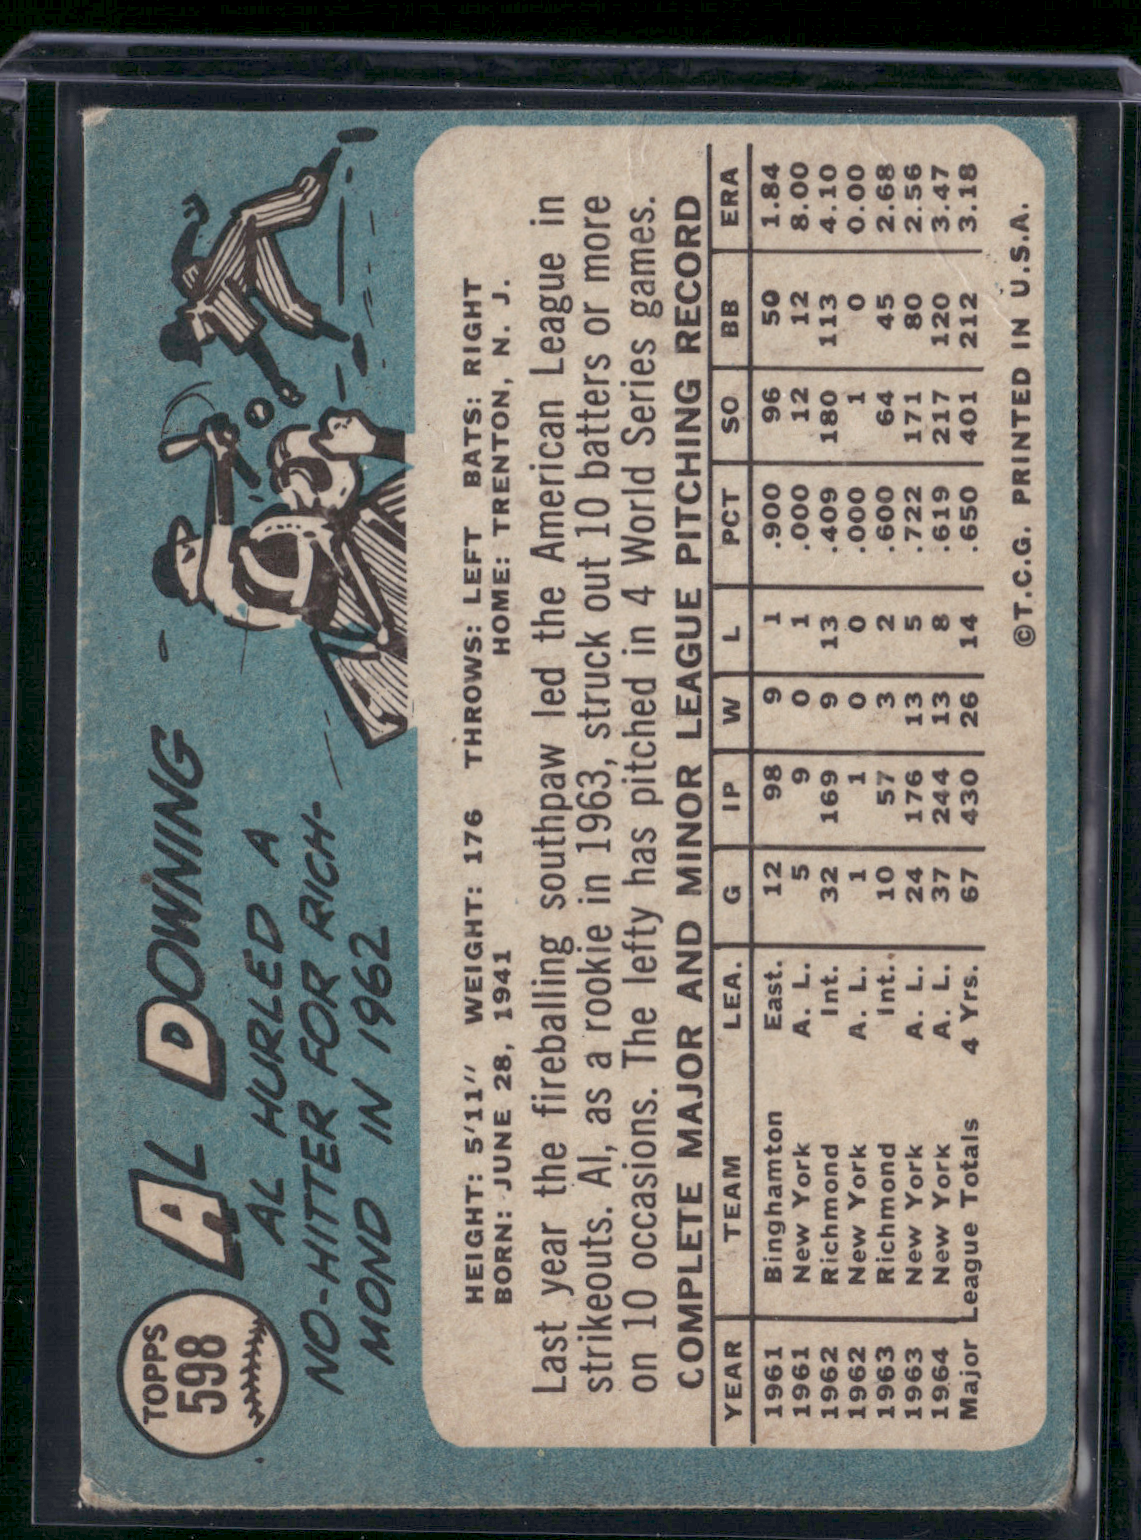 TOPPS
598
AL DOWNING
AL HURLED A
NO-HITTER FOR RICH-
MOND IN 1962
HEIGHT: 5'11" WEIGHT: 176 THROWS: LEFT BATS: RIGHT
BORN: JUNE 28, 1941 HOME: TRENTON, N. J.
Last year the fireballing southpaw led the American League in
strikeouts. Al, as a rookie in 1963, struck out 10 batters or more
on 10 occasions. The lefty has pitched in 4 World Series games.
COMPLETE MAJOR AND MINOR LEAGUE PITCHING RECORD
YEAR TEAM LEA. G IP W L PCT SO BB ERA
1961 Binghamton East. 12 98 9 1 .900 96 50 1.84
1961 New York A. L. 5 9 0 1 .000 12 12 8.00
1962 Richmond Int. 32 169 9 13 .409 180 113 4.10
1962 New York A. L. 1 1 0 0 .000 1 0 0.00
1963 Richmond Int. 10 57 3 2 .600 64 45 2.68
1963 New York A. L. 24 176 13 5 .722 171 80 2.56
1964 New York A. L. 37 244 13 8 .619 217 120 3.47
Major League Totals 4 Yrs. 67 430 26 14 .650 401 212 3.18
©T.C.G. PRINTED IN U.S.A.